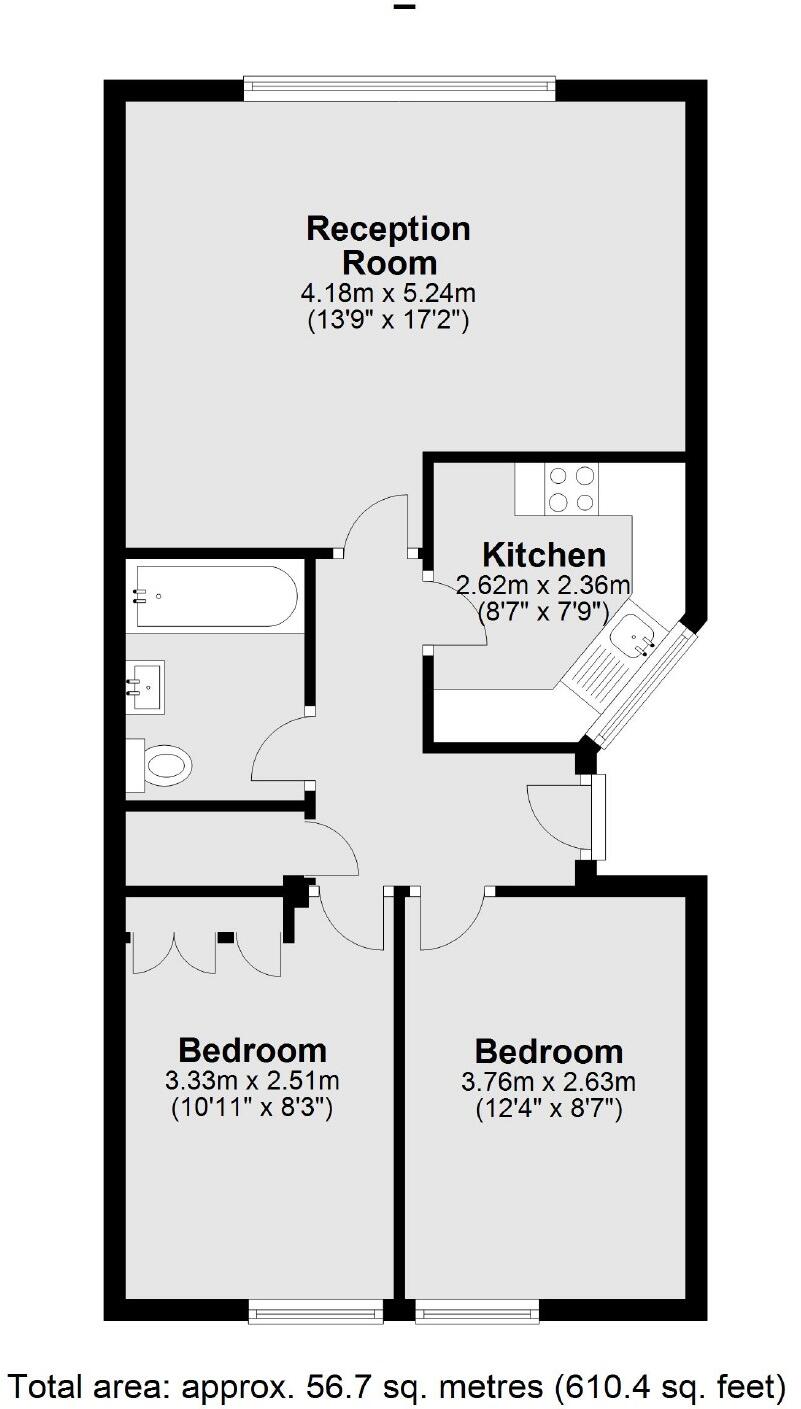 Reception
Room
4.18m x 5.24m
(13'9" x 17'2")
Kitchen
2.62m x 2.36m
(8'7" x 7'9")
Bedroom
3.33m x 2.51m
(10'11" x 8'3")
Bedroom
3.76m x 2.63m
(12'4" x 8'7")
Total area: approx. 56.7 sq. metres (610.4 sq. feet)